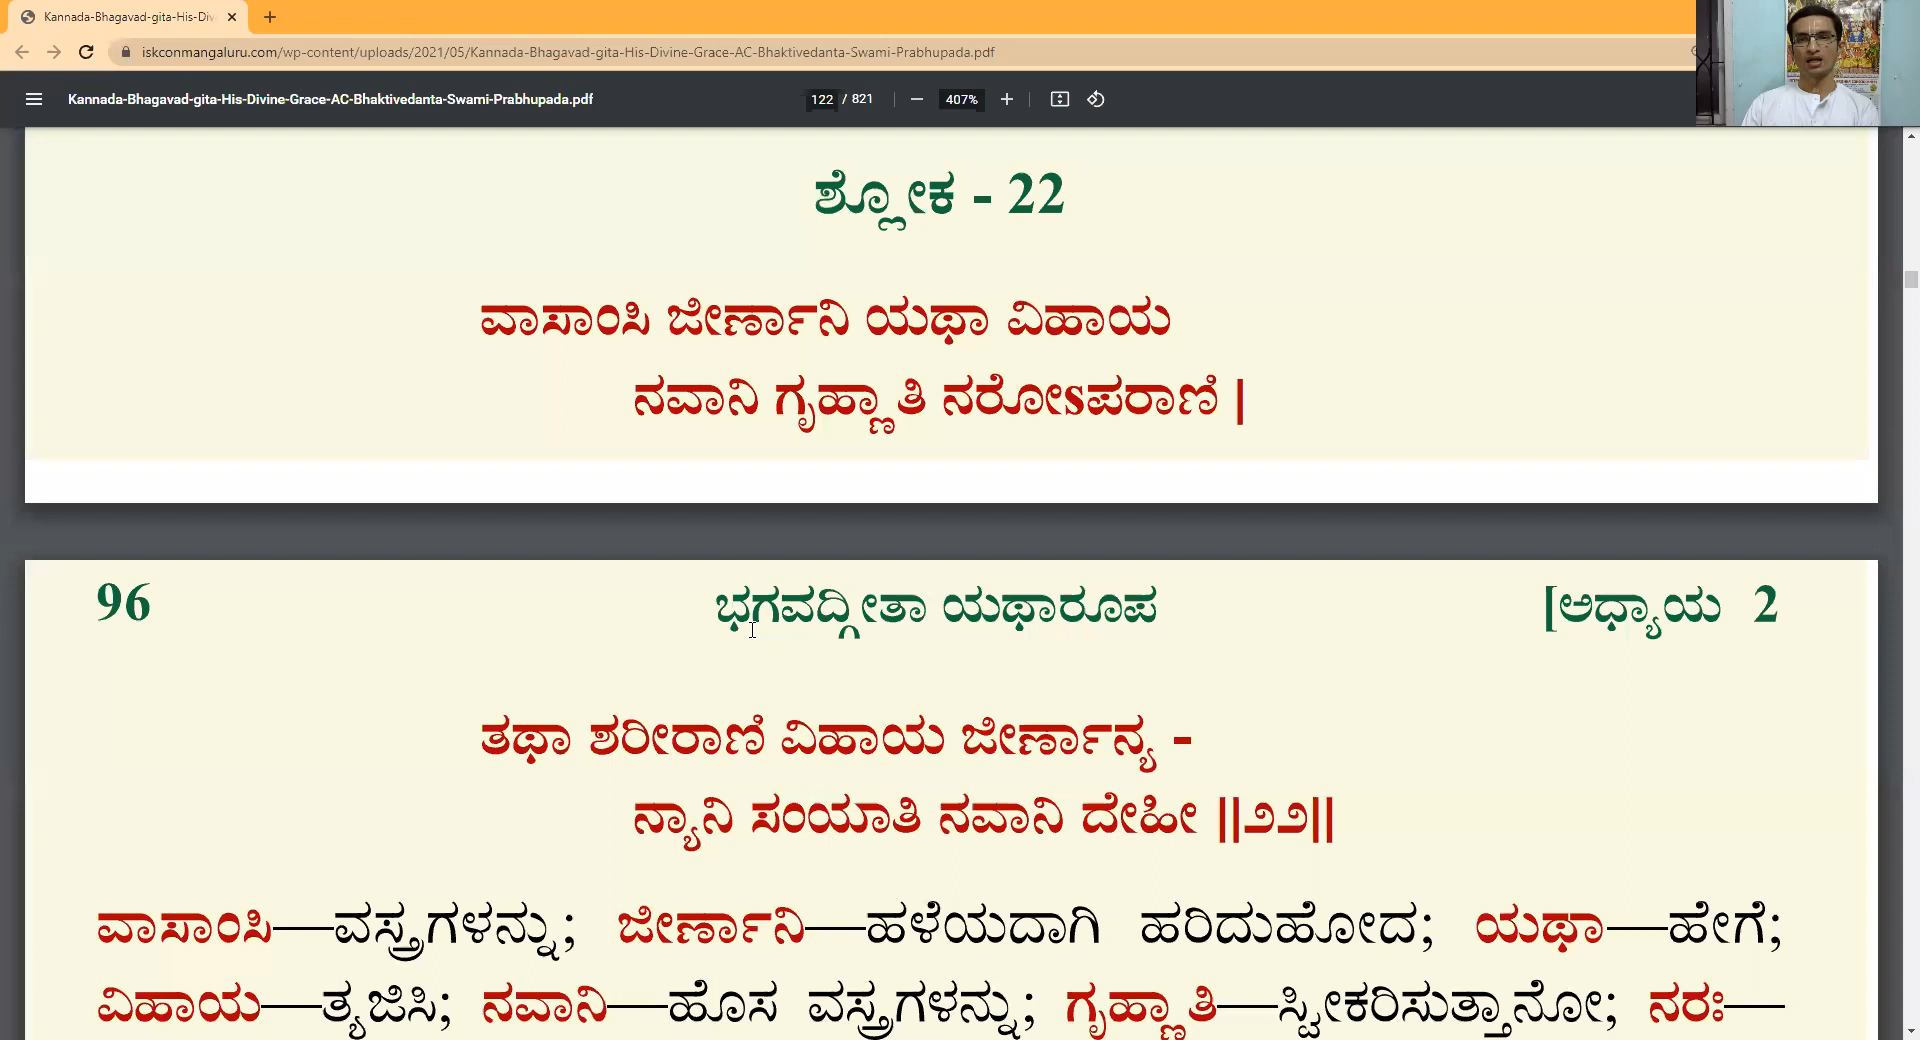 Kannada-Bhagavad-gita-His-Div
iskconmangaluru.com/wp-content/uploads/2021/05/Kannada-Bhagavad-gita-His-Divine-Grace-AC-Bhaktivedanta-Swami-Prabhupada.pdf
Kannada-Bhagavad-gita-His-Divine-Grace-AC-Bhaktivedanta-Swami-Prabhupada.pdf 122 / 821 407%
ಶ್ಲೋಕ - 22
ವಾಸಾಂಸಿ ಜೀರ್ಣಾನಿ ಯಥಾ ವಿಹಾಯ
ನವಾನಿ ಗೃಹ್ಣಾತಿ ನರೋsಪರಾಣಿ |
96 ಭಗವದ್ಗೀತಾ ಯಥಾರೂಪ [ಅಧ್ಯಾಯ 2
ತಥಾ ಶರೀರಾಣಿ ವಿಹಾಯ ಜೀರ್ಣಾನ್ಯ -
ನ್ಯಾನಿ ಸಂಯಾತಿ ನವಾನಿ ದೇಹೀ ||೨೨||
ವಾಸಾಂಸಿ—ವಸ್ತ್ರಗಳನ್ನು; ಜೀರ್ಣಾನಿ—ಹಳೆಯದಾಗಿ ಹರಿದುಹೋದ; ಯಥಾ—ಹೇಗೆ;
ವಿಹಾಯ—ತ್ಯಜಿಸಿ; ನವಾನಿ—ಹೊಸ ವಸ್ತ್ರಗಳನ್ನು; ಗೃಹ್ಣಾತಿ—ಸ್ವೀಕರಿಸುತ್ತಾನೋ; ನರಃ—